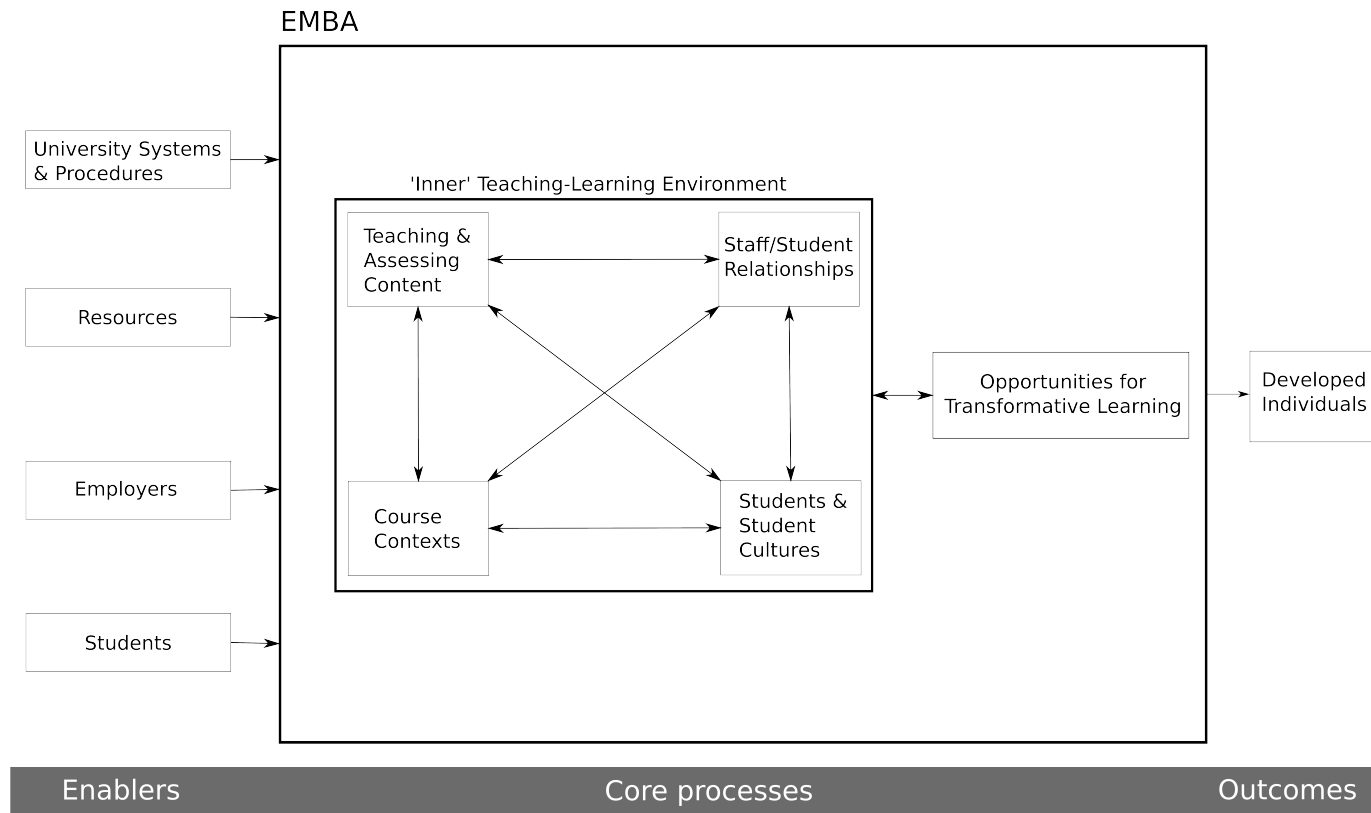 EMBA
University Systems
& Procedures
Resources
Employers
Students
'Inner' Teaching-Learning Environment
Teaching &
Assessing
Content
Staff/Student
Relationships
Course
Contexts
Students &
Student
Cultures
Opportunities for
Transformative Learning
Developed
Individuals
Enablers
Core processes
Outcomes